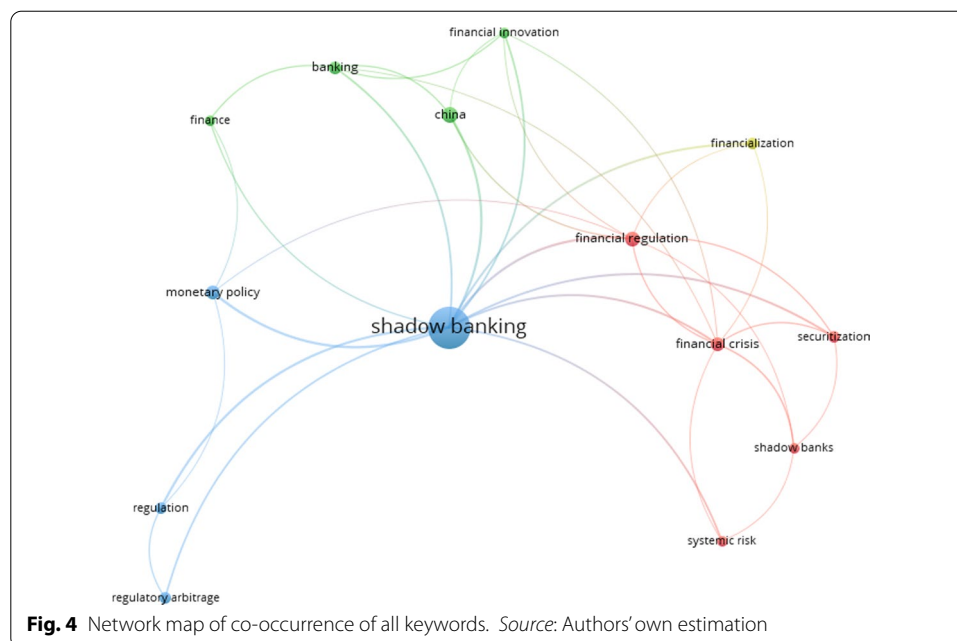 financial innovation
banking
china
finance
financialization
financial regulation
monetary policy
shadow banking
securitization
financial crisis
shadow banks
regulation
systemic risk
regulatory arbitrage
Fig. 4 Network map of co-occurrence of all keywords. Source: Authors' own estimation